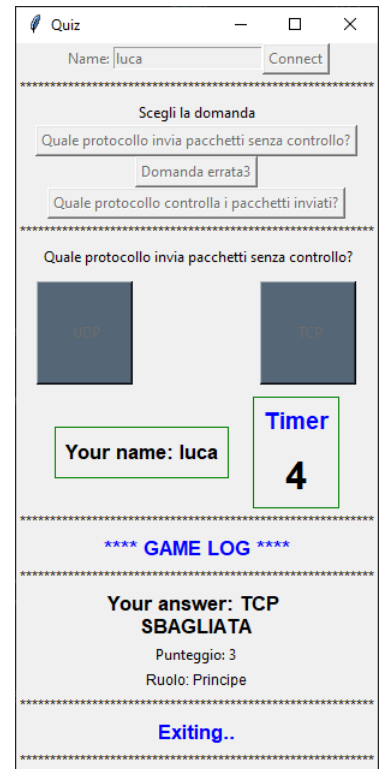 Quiz
Name: luca Connect
************************************************************
Scegli la domanda
Quale protocollo invia pacchetti senza controllo?
Domanda errata3
Quale protocollo controlla i pacchetti inviati?
************************************************************
Quale protocollo invia pacchetti senza controllo?
UDP TCP
Timer
Your name: luca
4
************************************************************
**** GAME LOG ****
************************************************************
Your answer: TCP
SBAGLIATA
Punteggio: 3
Ruolo: Principe
************************************************************
Exiting..
************************************************************